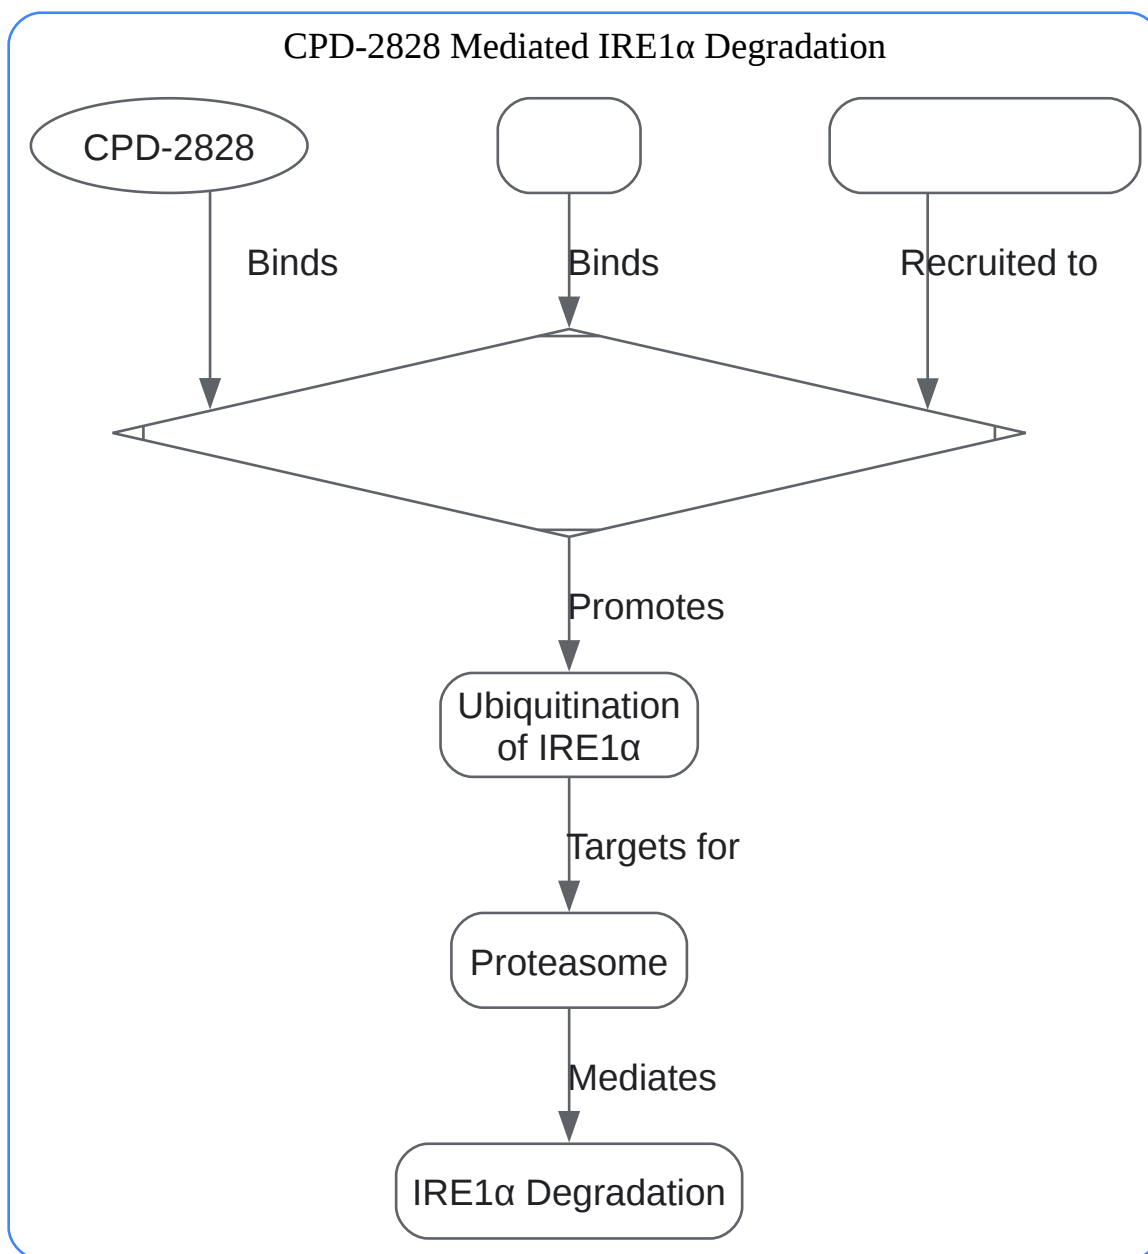 CPD-2828 Mediated IRE1α Degradation
CPD-2828
Binds
Binds
Recruited to
Promotes
Ubiquitination
of IRE1α
Targets for
Proteasome
Mediates
IRE1α Degradation